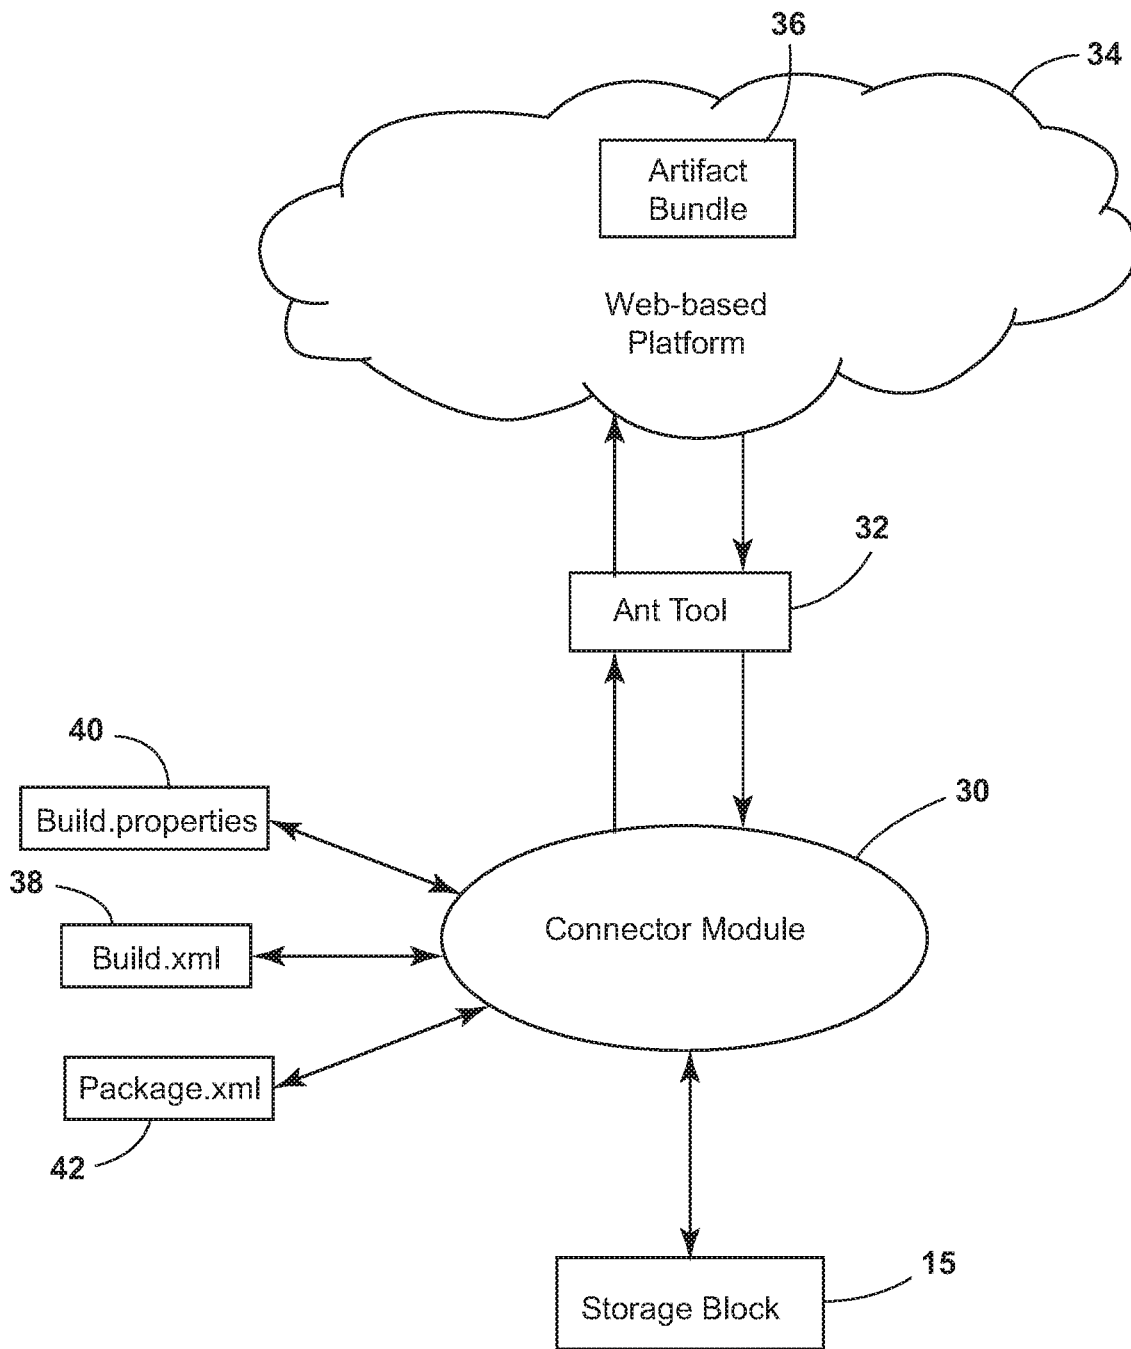 36
34
Artifact
Bundle
Web-based
Platform
32
Ant Tool
40
Build.properties
30
38
Connector Module
Build.xml
Package.xml
42
15
Storage Block